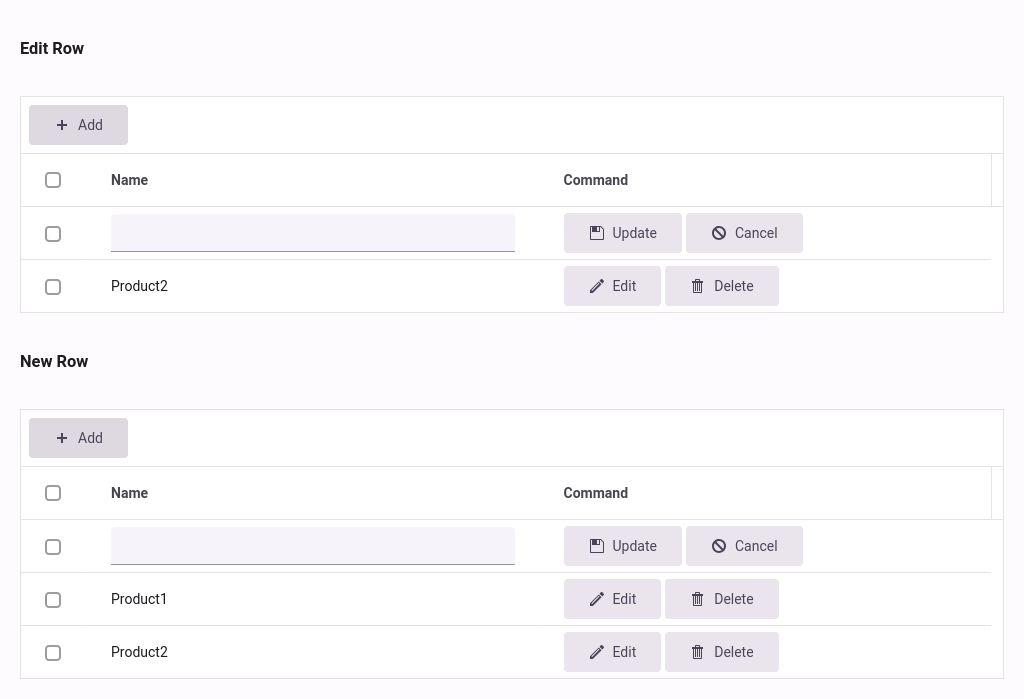 Edit Row
Add
Name Command
Update Cancel
Product2 Edit Delete
New Row
Add
Name Command
Update Cancel
Product1 Edit Delete
Product2 Edit Delete